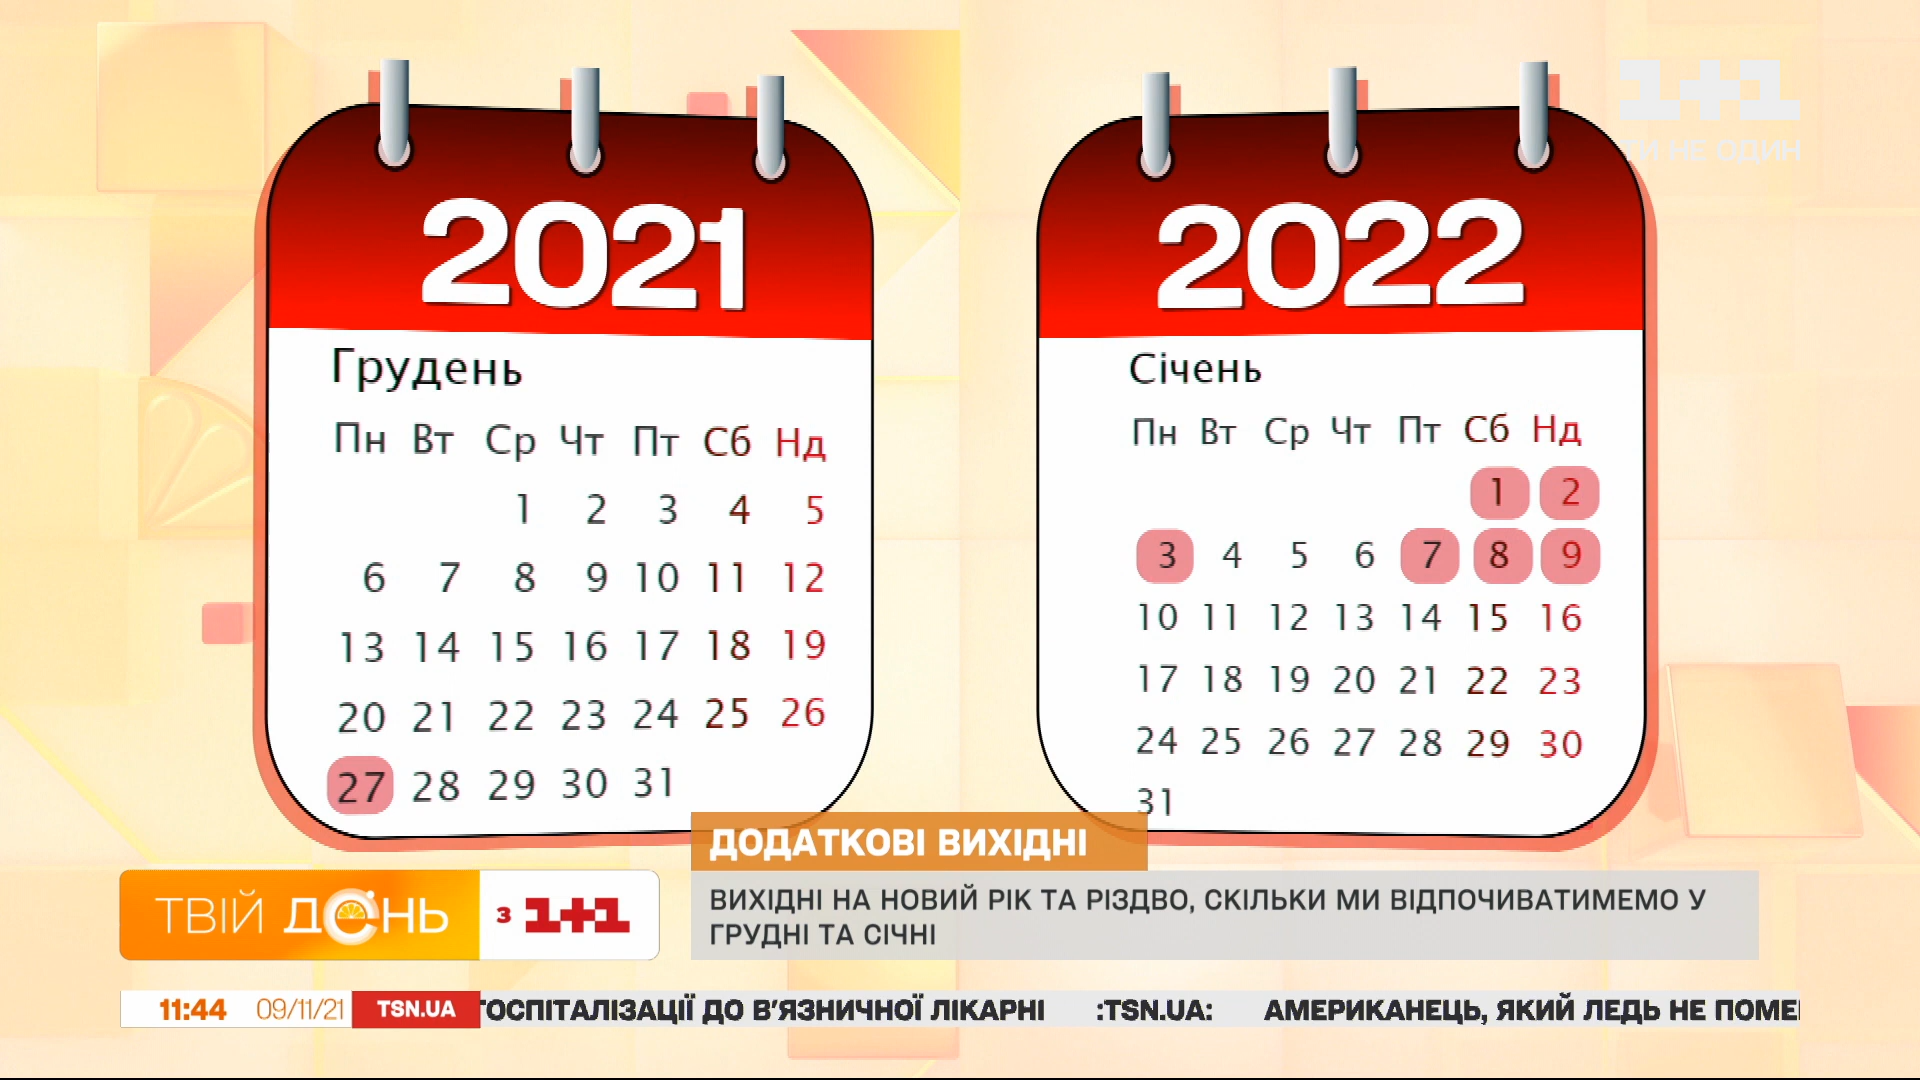 1+1
ТИ НЕ ОДИН
2021
Грудень
Пн Вт Ср Чт Пт Сб Нд
1 2 3 4 5
6 7 8 9 10 11 12
13 14 15 16 17 18 19
20 21 22 23 24 25 26
27 28 29 30 31
2022
Січень
Пн Вт Ср Чт Пт Сб Нд
1 2
3 4 5 6 7 8 9
10 11 12 13 14 15 16
17 18 19 20 21 22 23
24 25 26 27 28 29 30
31
ДОДАТКОВІ ВИХІДНІ
ТВІЙ ДЕНЬ з 1+1
ВИХІДНІ НА НОВИЙ РІК ТА РІЗДВО, СКІЛЬКИ МИ ВІДПОЧИВАТИМЕМО У
ГРУДНІ ТА СІЧНІ
11:44 09/11/21 TSN.UA ГОСПІТАЛІЗАЦІЇ ДО В'ЯЗНИЧНОЇ ЛІКАРНІ :TSN.UA: АМЕРИКАНЕЦЬ, ЯКИЙ ЛЕДЬ НЕ ПОМЕ